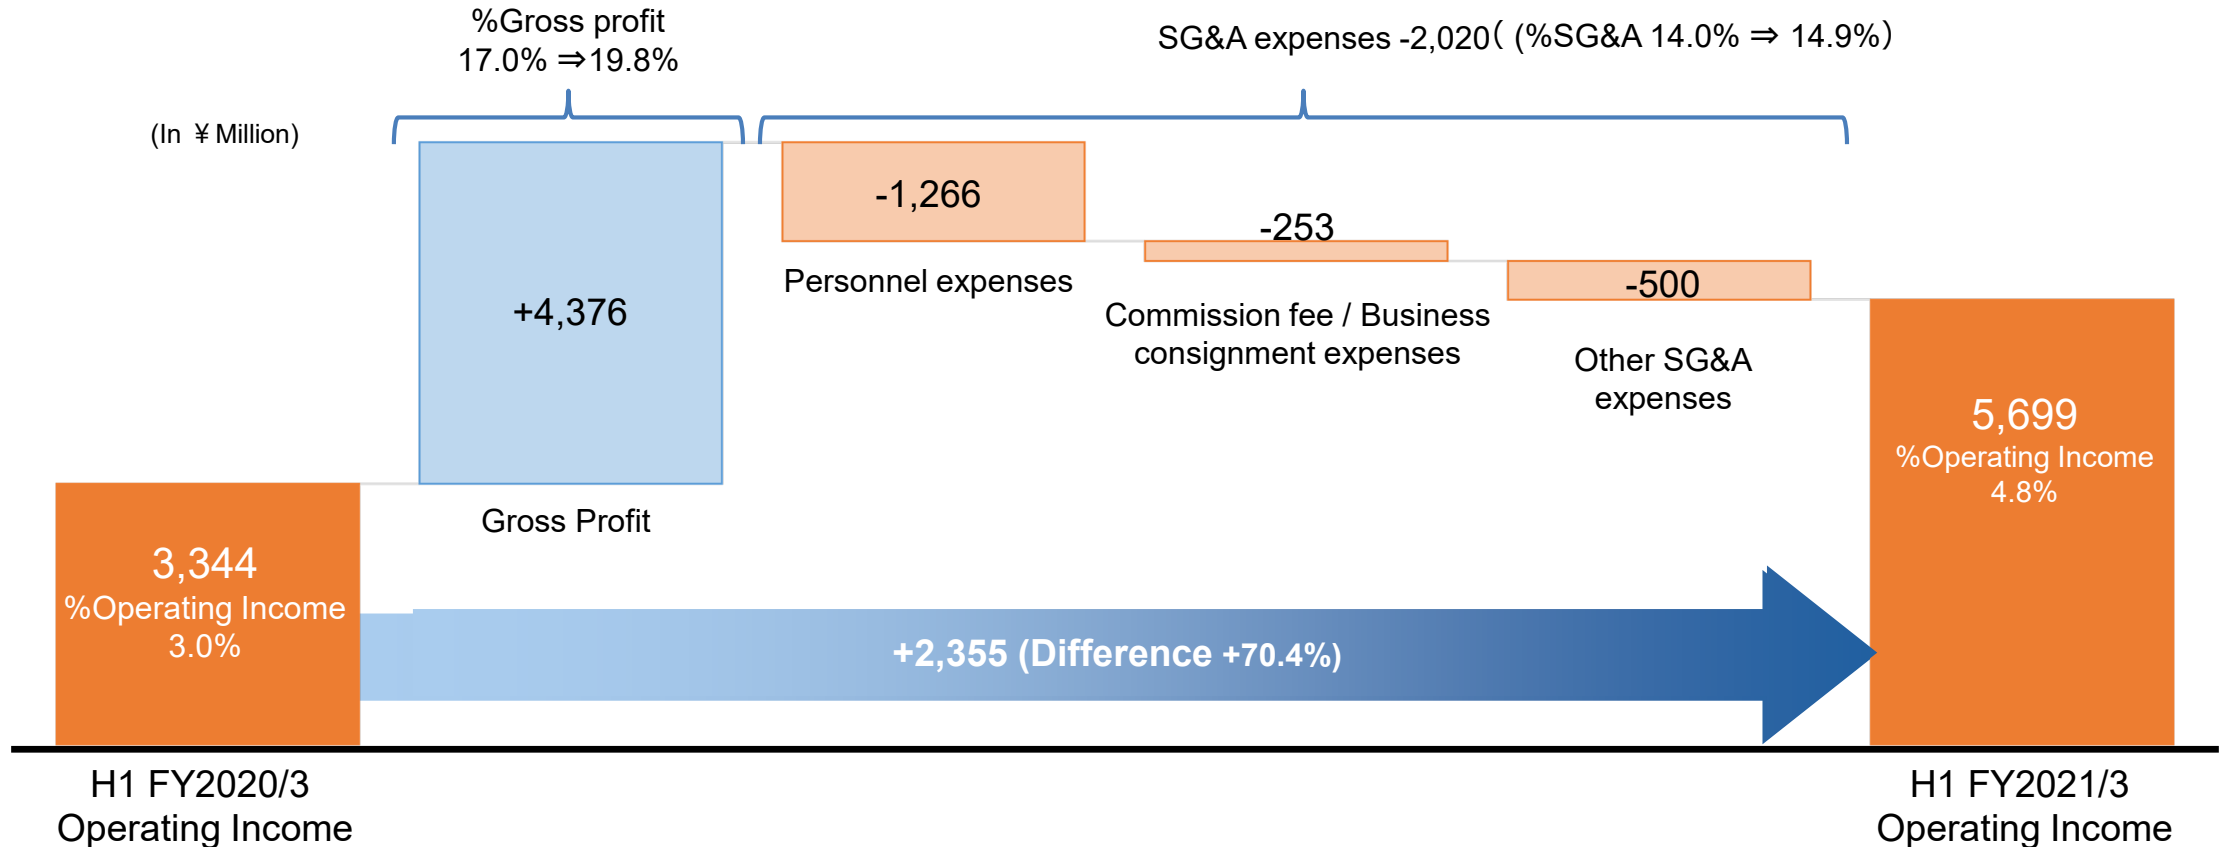 %Gross profit
17.0% ⇒19.8%
SG&A expenses -2,020( (%SG&A 14.0% ⇒ 14.9%)
(In ¥ Million)
+4,376
Gross Profit
-1,266
Personnel expenses
-253
Commission fee / Business
consignment expenses
-500
Other SG&A
expenses
3,344
%Operating Income
3.0%
5,699
%Operating Income
4.8%
+2,355 (Difference +70.4%)
H1 FY2020/3
Operating Income
H1 FY2021/3
Operating Income